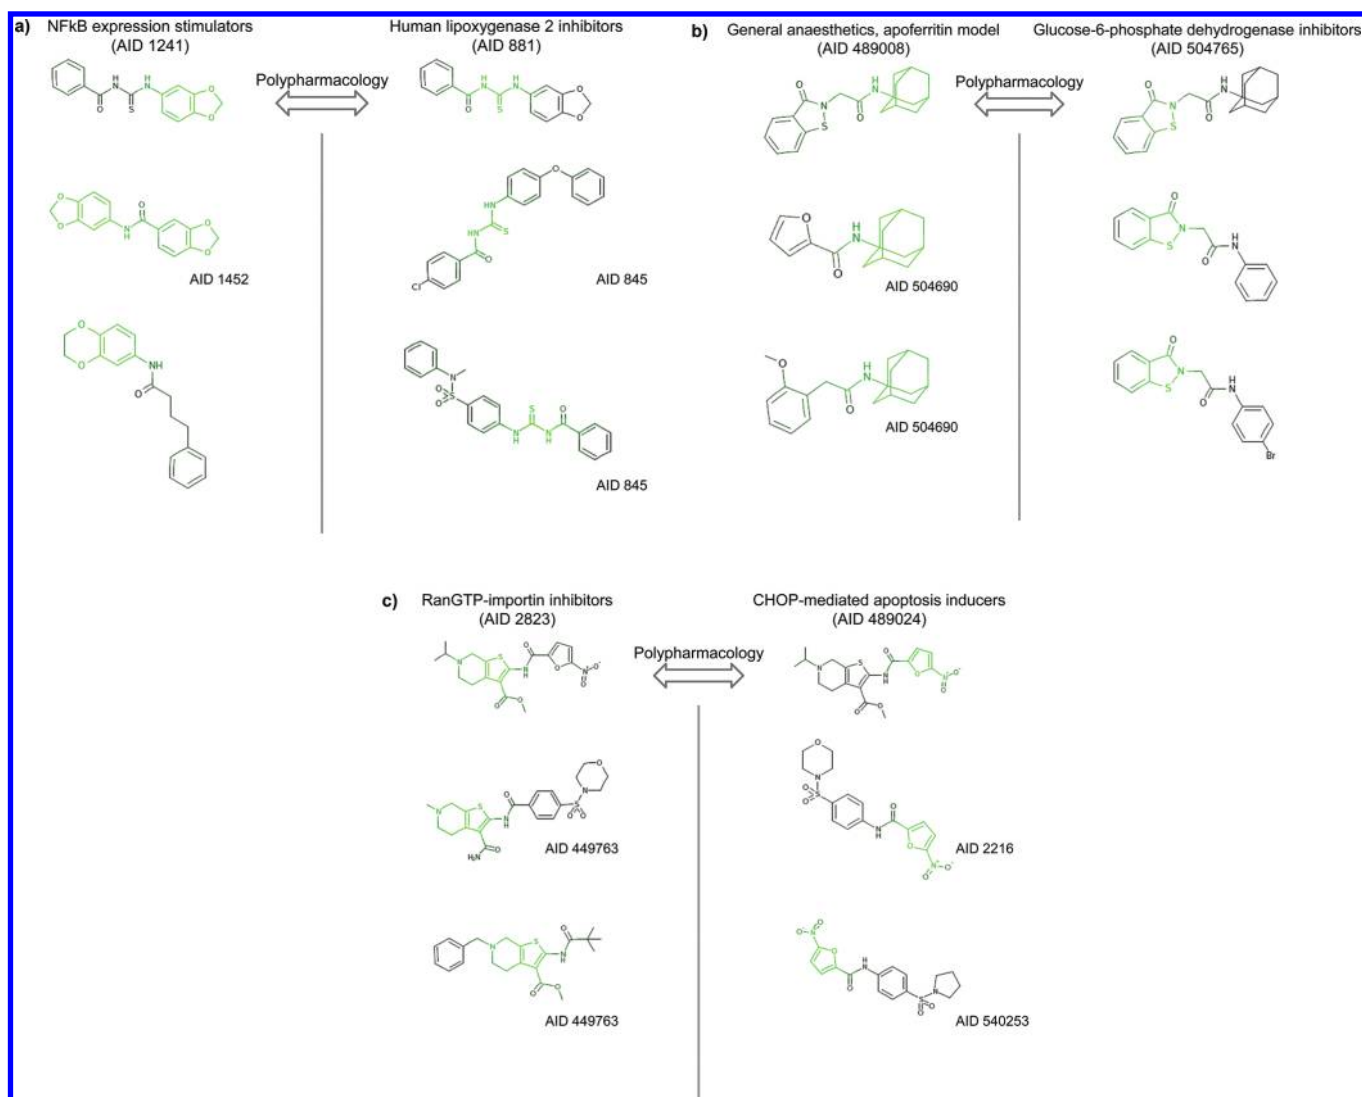 a)
NFkB expression stimulators
(AID 1241)
Polypharmacology
Human lipoxygenase 2 inhibitors
(AID 881)
AID 1452
AID 845
AID 845
b)
General anaesthetics, apoferritin model
(AID 489008)
Polypharmacology
Glucose-6-phosphate dehydrogenase inhibitors
(AID 504765)
AID 504690
AID 504690
c)
RanGTP-importin inhibitors
(AID 2823)
Polypharmacology
CHOP-mediated apoptosis inducers
(AID 489024)
AID 449763
AID 2216
AID 449763
AID 540253